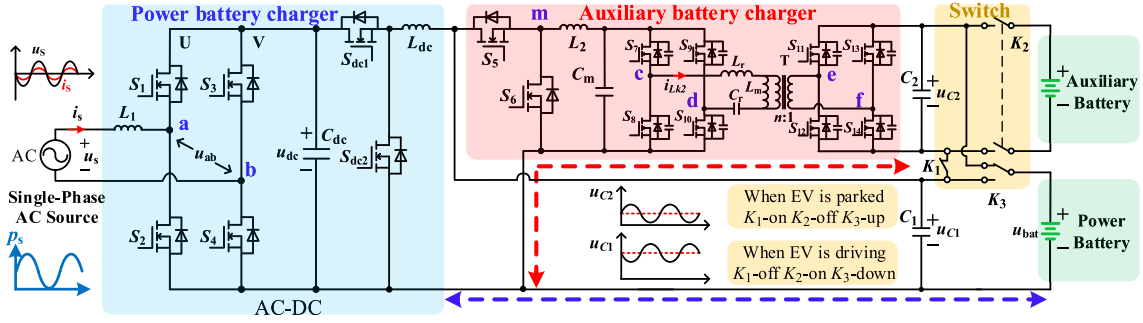 Power battery charger
Auxiliary battery charger
Switch
u_S
i_S
i_s
L_1
AC
+
u_s
−
Single-Phase
AC Source
p_s
U
V
S_1
S_3
a
u_ab
b
S_2
S_4
+
u_dc
−
C_dc
S_dc1
S_dc2
L_dc
AC-DC
m
S_5
S_6
L_2
C_m
S_7
S_9
c
i_Lk2
d
S_8
S_10
L_r
L_m
C_r
T
n:1
S_11
S_13
e
f
S_12
S_14
C_2
+
u_C2
−
K_2
K_1
K_3
+
−
Auxiliary
Battery
C_1
+
u_C1
−
u_bat
+
−
Power
Battery
u_C2
u_C1
When EV is parked
K_1-on K_2-off K_3-up
When EV is driving
K_1-off K_2-on K_3-down